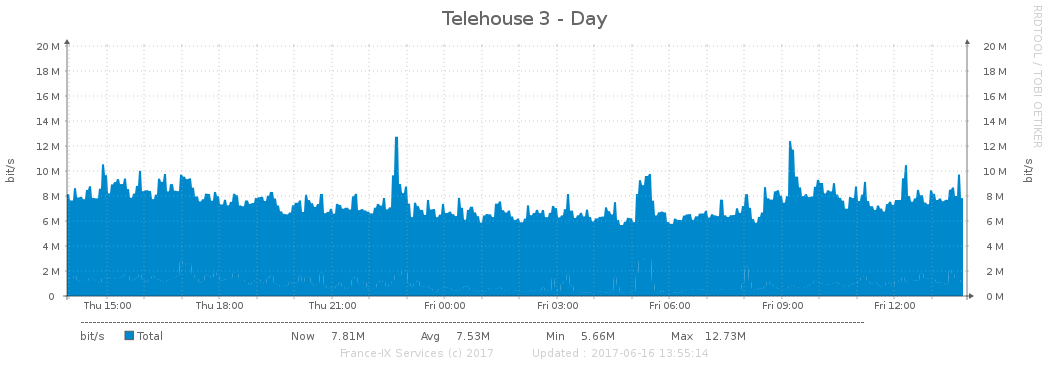 Telehouse 3 - Day
RRDTOOL / TOBI OETIKER
bit/s
20 M 20 M
18 M 18 M
16 M 16 M
14 M 14 M
12 M 12 M
10 M 10 M
8 M 8 M
6 M 6 M
4 M 4 M
2 M 2 M
0 0 M
bit/s
Thu 15:00 Thu 18:00 Thu 21:00 Fri 00:00 Fri 03:00 Fri 06:00 Fri 09:00 Fri 12:00
bit/s Total Now 7.81M Avg 7.53M Min 5.66M Max 12.73M
France-IX Services (c) 2017 Updated : 2017-06-16 13:55:14